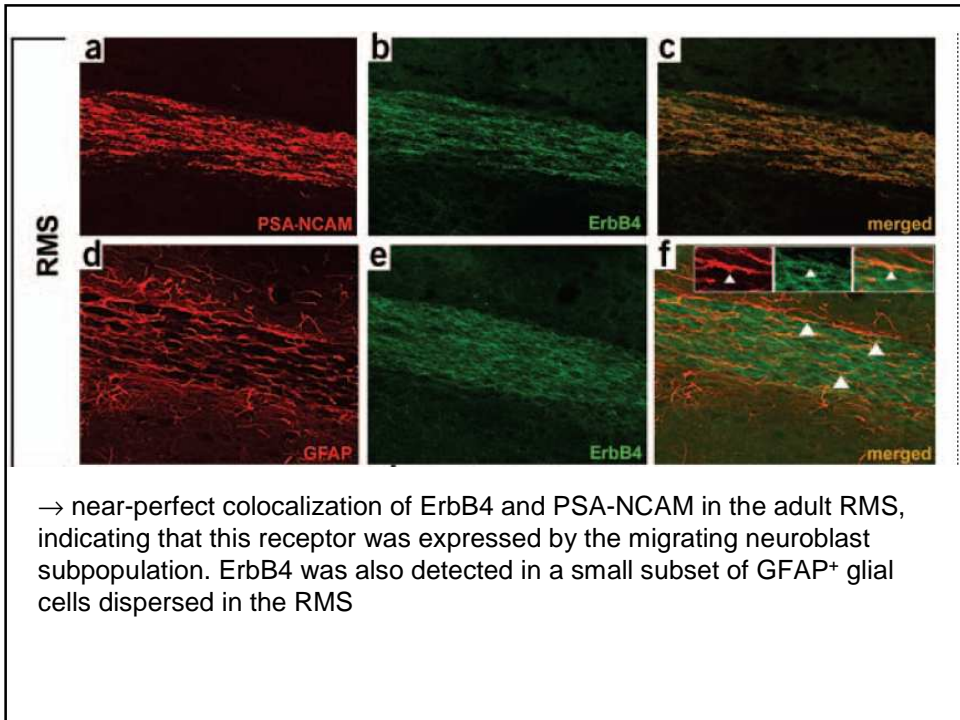 a
b
c
RMS
PSA-NCAM
ErbB4
merged
d
e
f
GFAP
ErbB4
merged
→ near-perfect colocalization of ErbB4 and PSA-NCAM in the adult RMS,
indicating that this receptor was expressed by the migrating neuroblast
subpopulation. ErbB4 was also detected in a small subset of GFAP⁺ glial
cells dispersed in the RMS